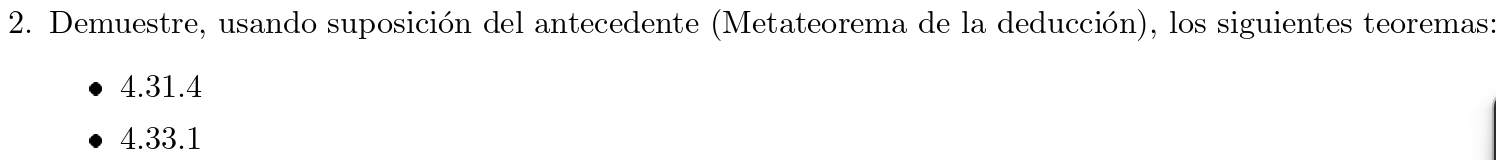 2. Demuestre, usando suposición del antecedente (Metateorema de la deducción), los siguientes teoremas:
• 4.31.4
• 4.33.1